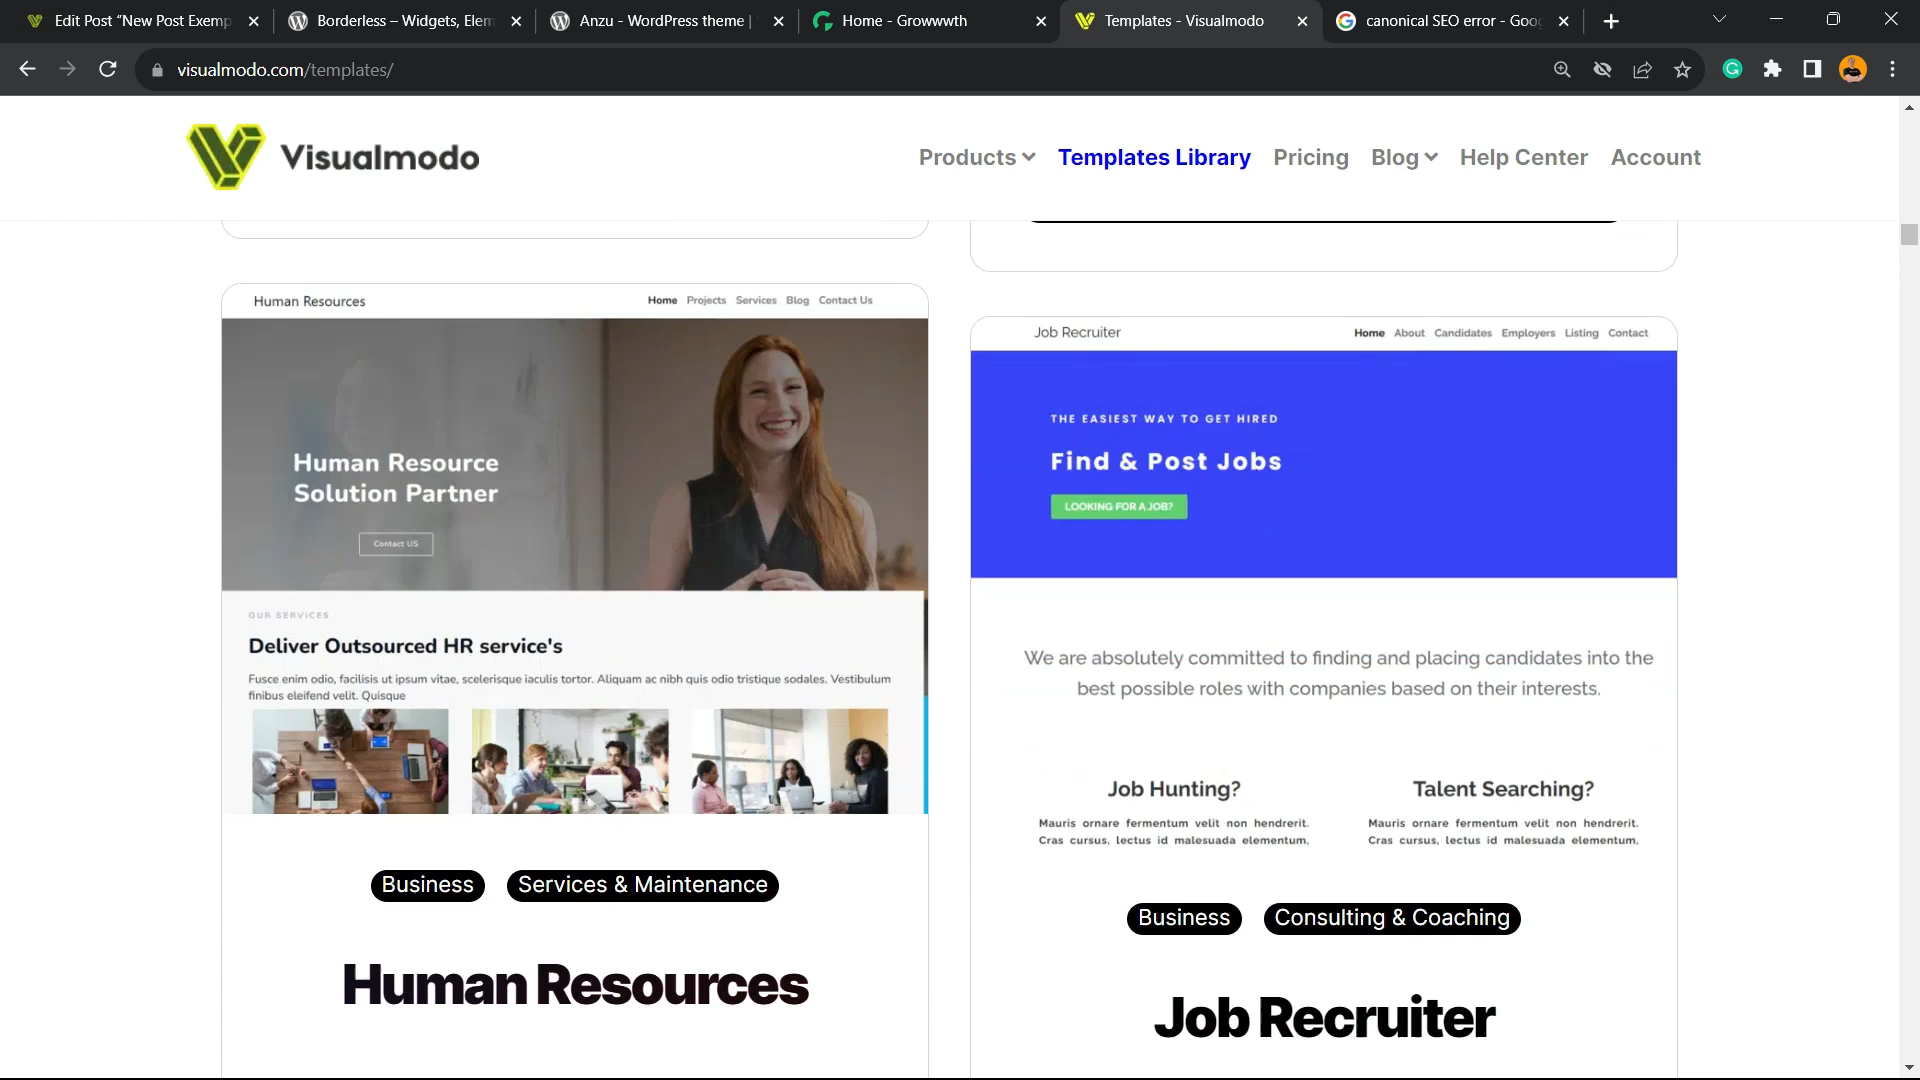 Edit Post “New Post Exemp
Borderless – Widgets, Elem
Anzu - WordPress theme |
Home - Growwwth
Templates - Visualmodo
canonical SEO error - Goo
visualmodo.com/templates/
Visualmodo
Products
Templates Library
Pricing
Blog
Help Center
Account
Human Resources
Home Projects Services Blog Contact Us
Human Resource
Solution Partner
Contact US
OUR SERVICES
Deliver Outsourced HR service's
Fusce enim odio, facilisis ut ipsum vitae, scelerisque iaculis tortor. Aliquam ac nibh quis odio tristique sodales. Vestibulum
finibus eleifend velit. Quisque
Business
Services & Maintenance
Human Resources
Job Recruiter
Home About Candidates Employers Listing Contact
THE EASIEST WAY TO GET HIRED
Find & Post Jobs
LOOKING FOR A JOB?
We are absolutely committed to finding and placing candidates into the
best possible roles with companies based on their interests.
Job Hunting?
Mauris ornare fermentum velit non hendrerit.
Cras cursus, lectus id malesuada elementum,
Talent Searching?
Mauris ornare fermentum velit non hendrerit.
Cras cursus, lectus id malesuada elementum,
Business
Consulting & Coaching
Job Recruiter